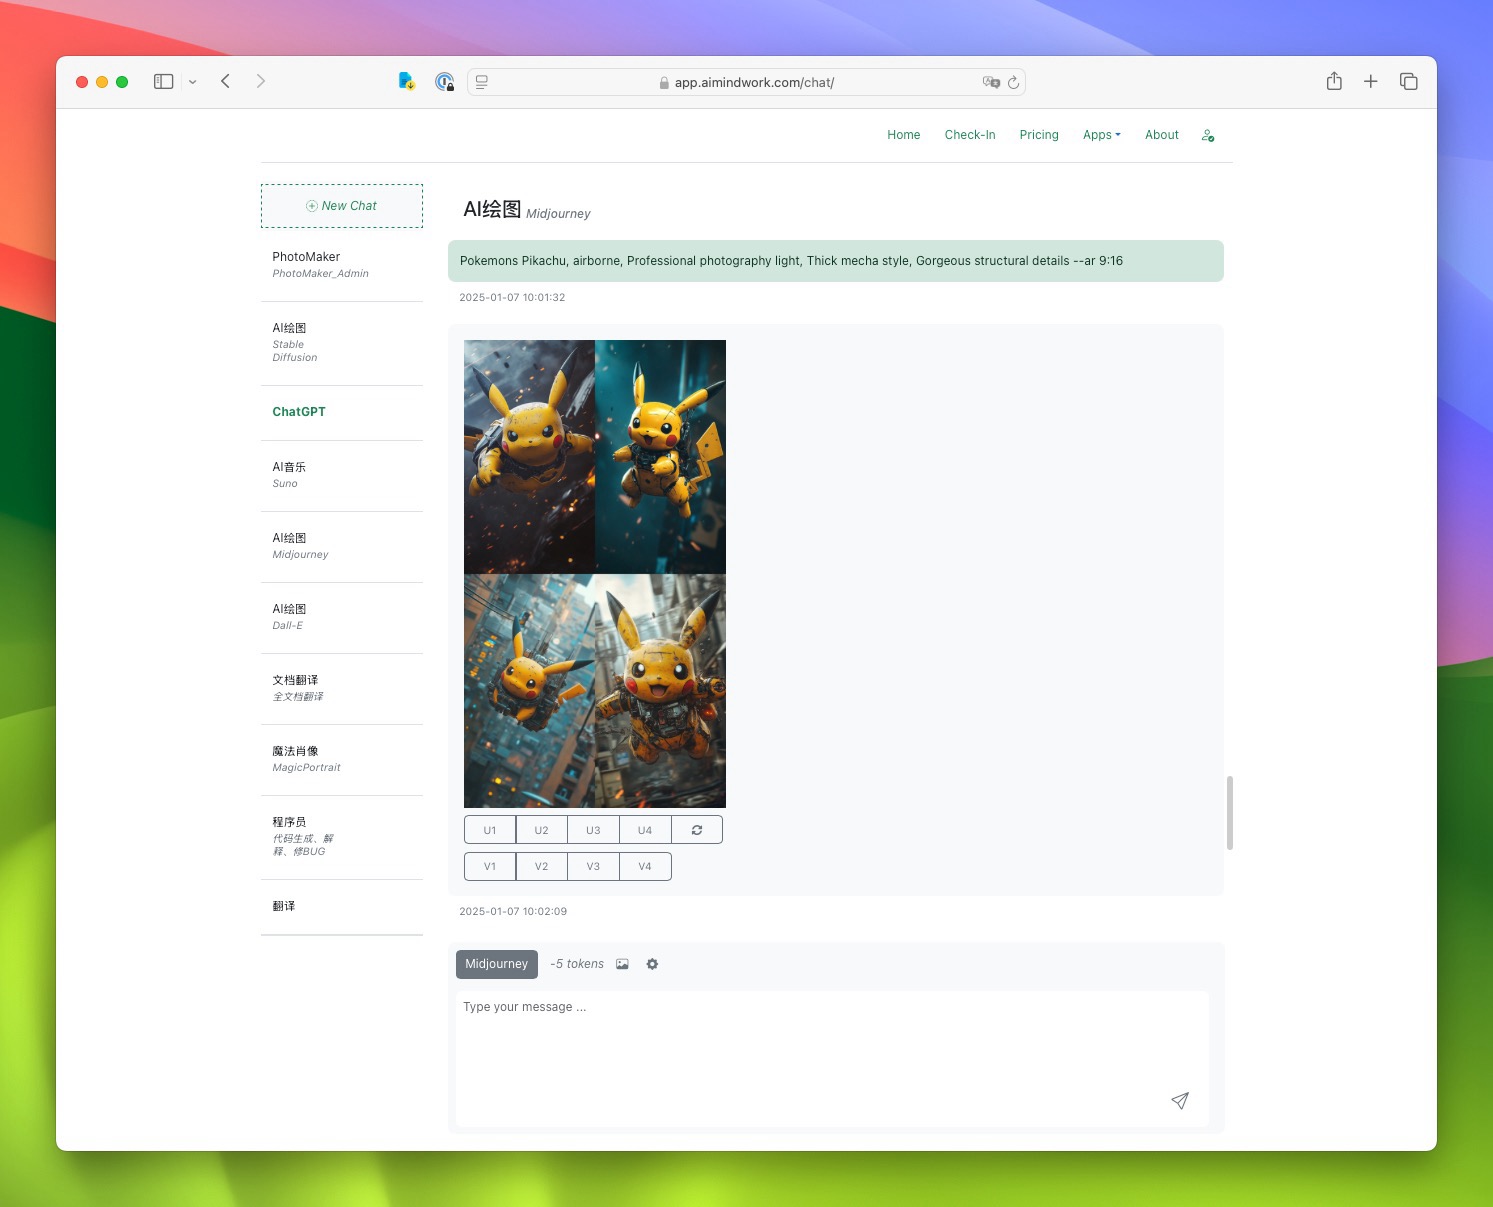 app.aimindwork.com/chat/
Home Check-In Pricing Apps About
New Chat
PhotoMaker
PhotoMaker_Admin
AI绘图
Stable
Diffusion
ChatGPT
AI音乐
Suno
AI绘图
Midjourney
AI绘图
Dall-E
文档翻译
全文档翻译
魔法肖像
MagicPortrait
程序员
代码生成、解
释、修BUG
翻译
AI绘图 Midjourney
Pokemons Pikachu, airborne, Professional photography light, Thick mecha style, Gorgeous structural details --ar 9:16
2025-01-07 10:01:32
U1 U2 U3 U4
V1 V2 V3 V4
2025-01-07 10:02:09
Midjourney -5 tokens
Type your message ...